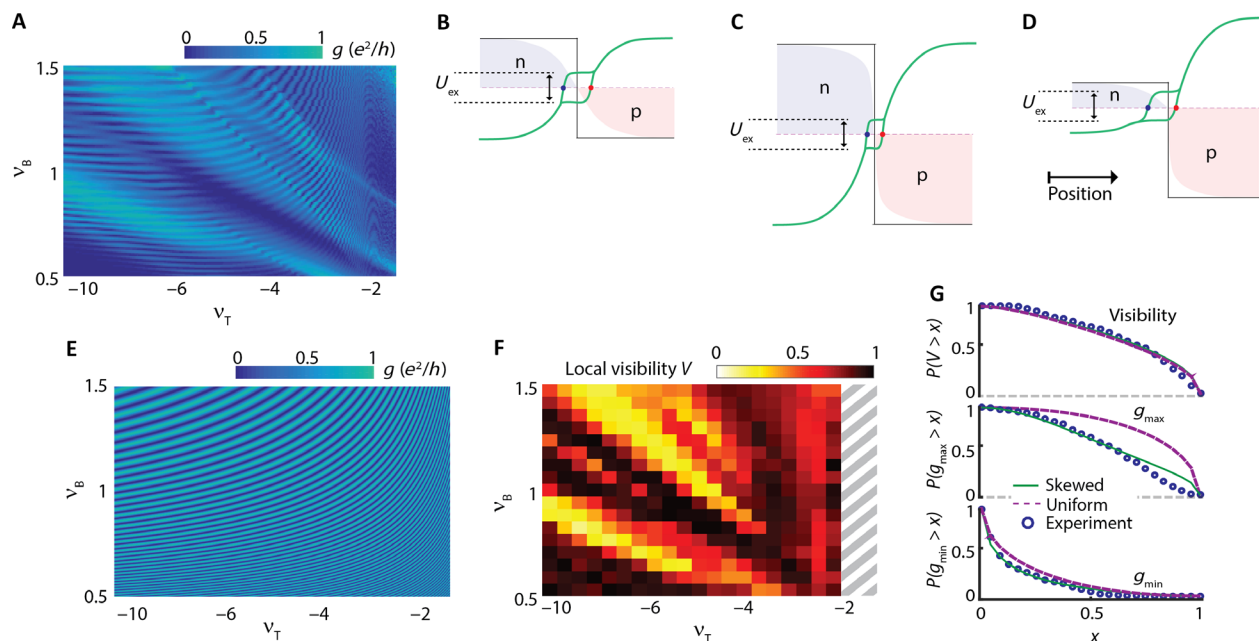 A
0
0.5
1
g (e²/h)
1.5
1
0.5
ν_B
−10
−8
−6
−4
−2
ν_T
B
n
U_ex
p
C
n
U_ex
p
D
n
U_ex
p
Position
E
0
0.5
1
g (e²/h)
1.5
1
0.5
ν_B
−10
−8
−6
−4
−2
ν_T
F
Local visibility V
0
0.5
1
1.5
1
0.5
ν_B
−10
−8
−6
−4
−2
ν_T
G
1
0.5
0
P(V > x)
Visibility
1
0.5
0
P(g_max > x)
g_max
Skewed
Uniform
Experiment
1
0.5
0
P(g_min > x)
g_min
0
0.5
1
x